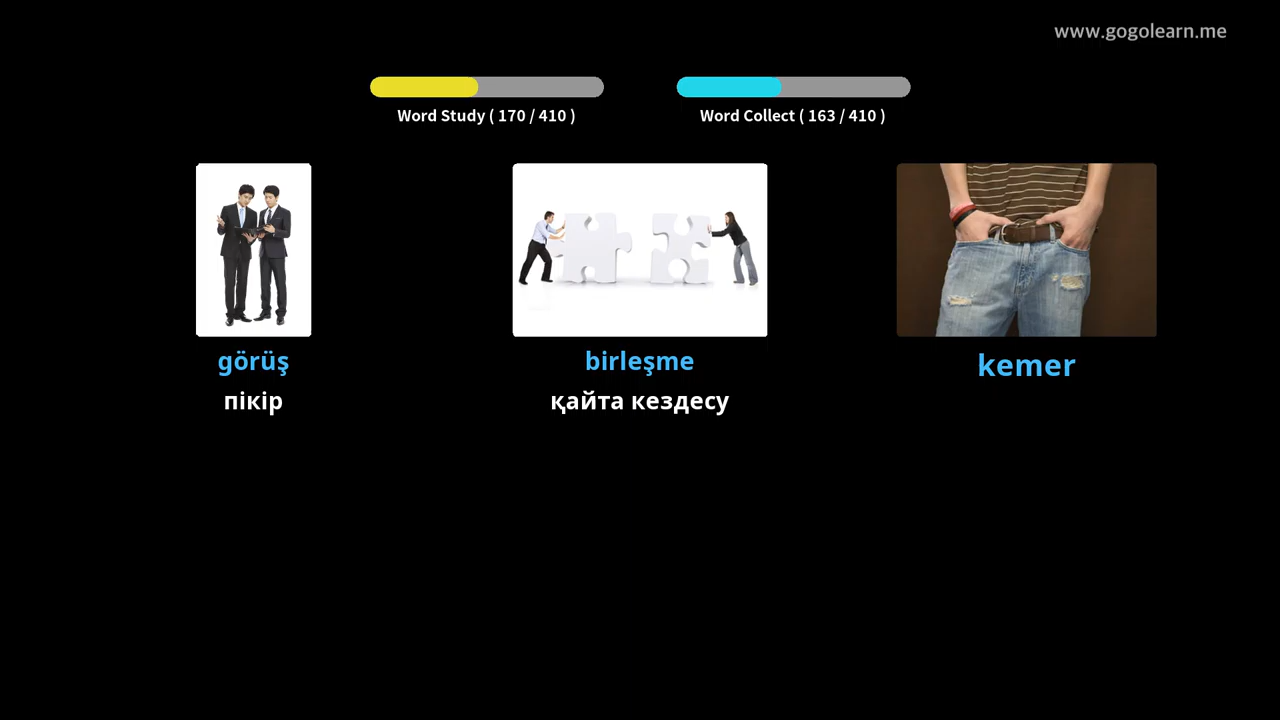 www.gogolearn.me
Word Study ( 170 / 410 )
Word Collect ( 163 / 410 )
görüş
пікір
birleşme
қайта кездесу
kemer